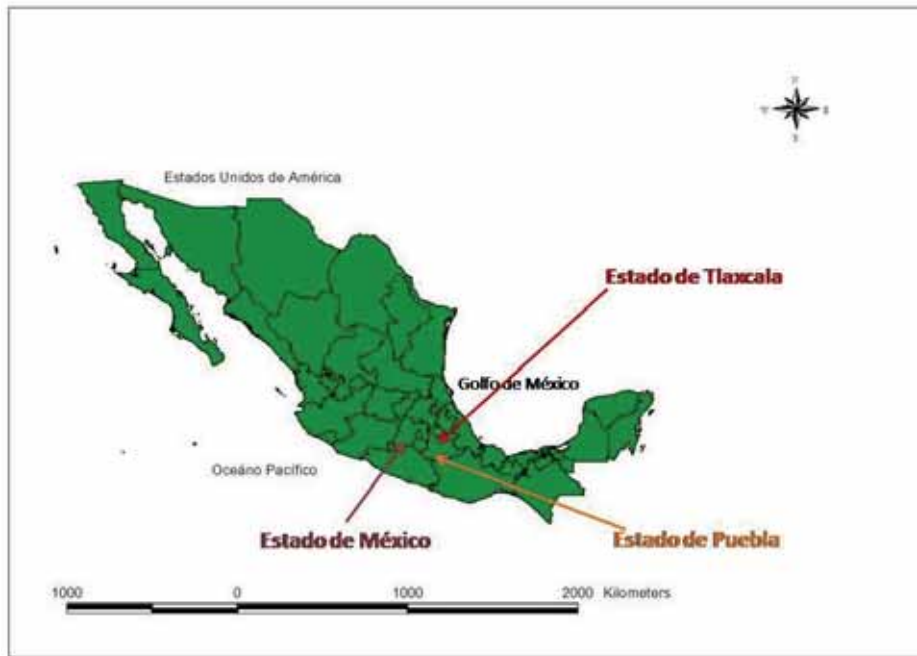 Estados Unidos de América
Estado de Tlaxcala
Golfo de México
Oceáno Pacífico
Estado de México
Estado de Puebla
1000 0 1000 2000 Kilometers